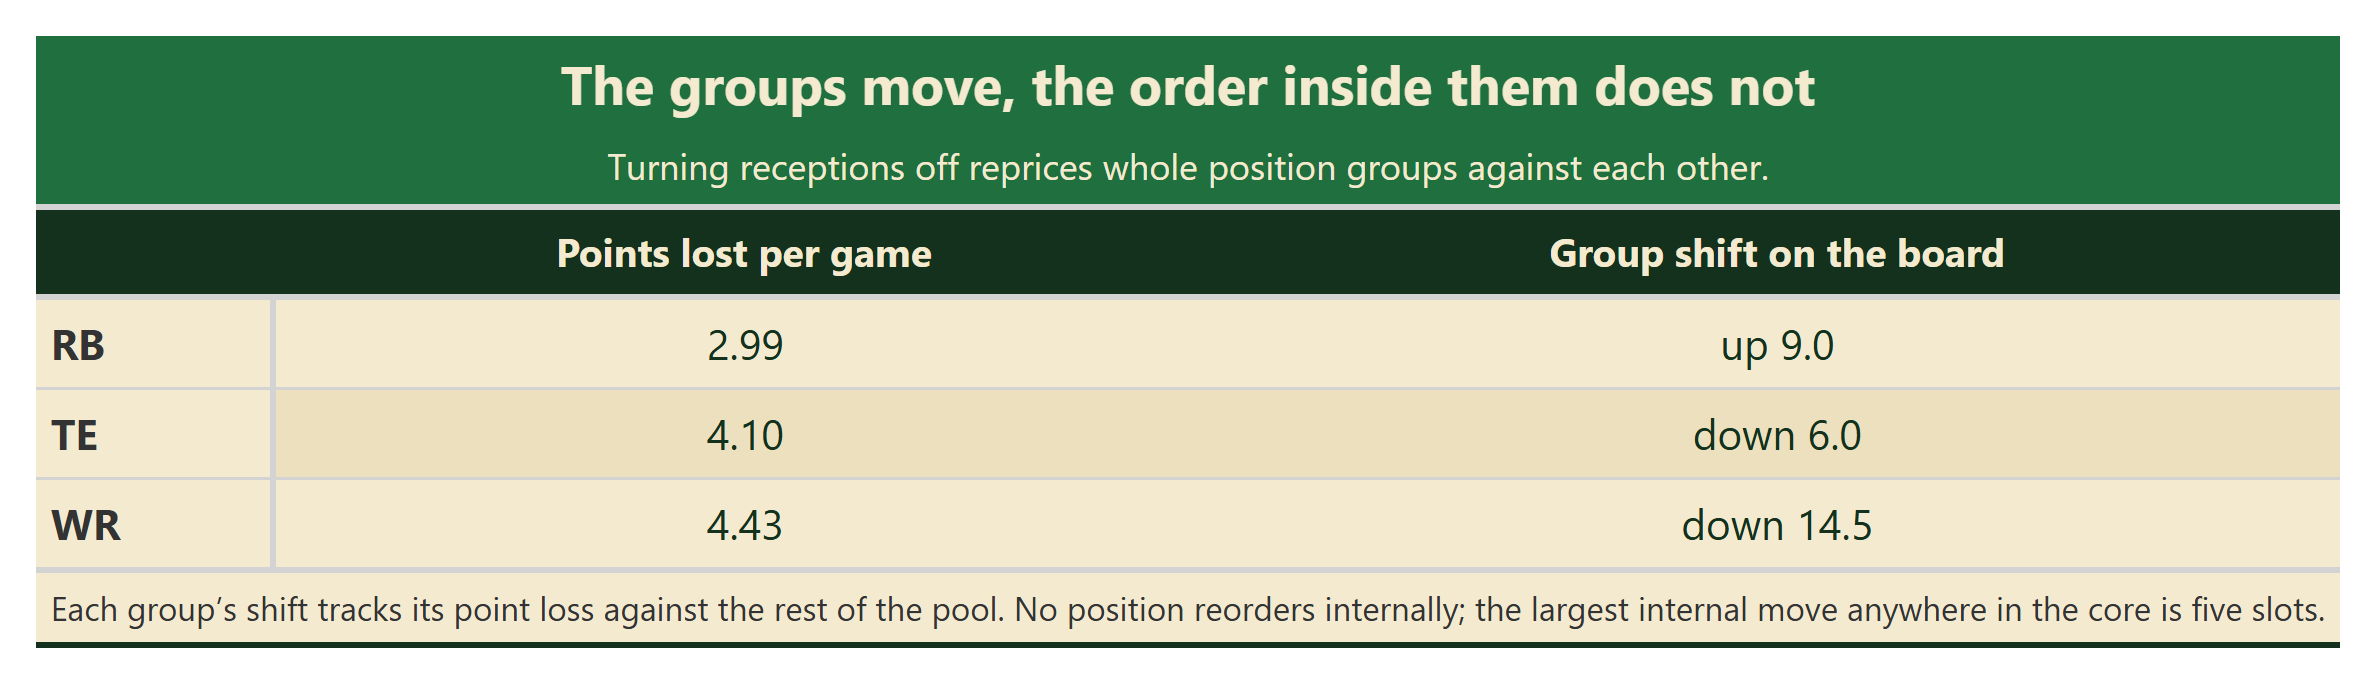 The groups move, the order inside them does not
Turning receptions off reprices whole position groups against each other.
Points lost per game Group shift on the board
RB 2.99 up 9.0
TE 4.10 down 6.0
WR 4.43 down 14.5
Each group’s shift tracks its point loss against the rest of the pool. No position reorders internally; the largest internal move anywhere in the core is five slots.